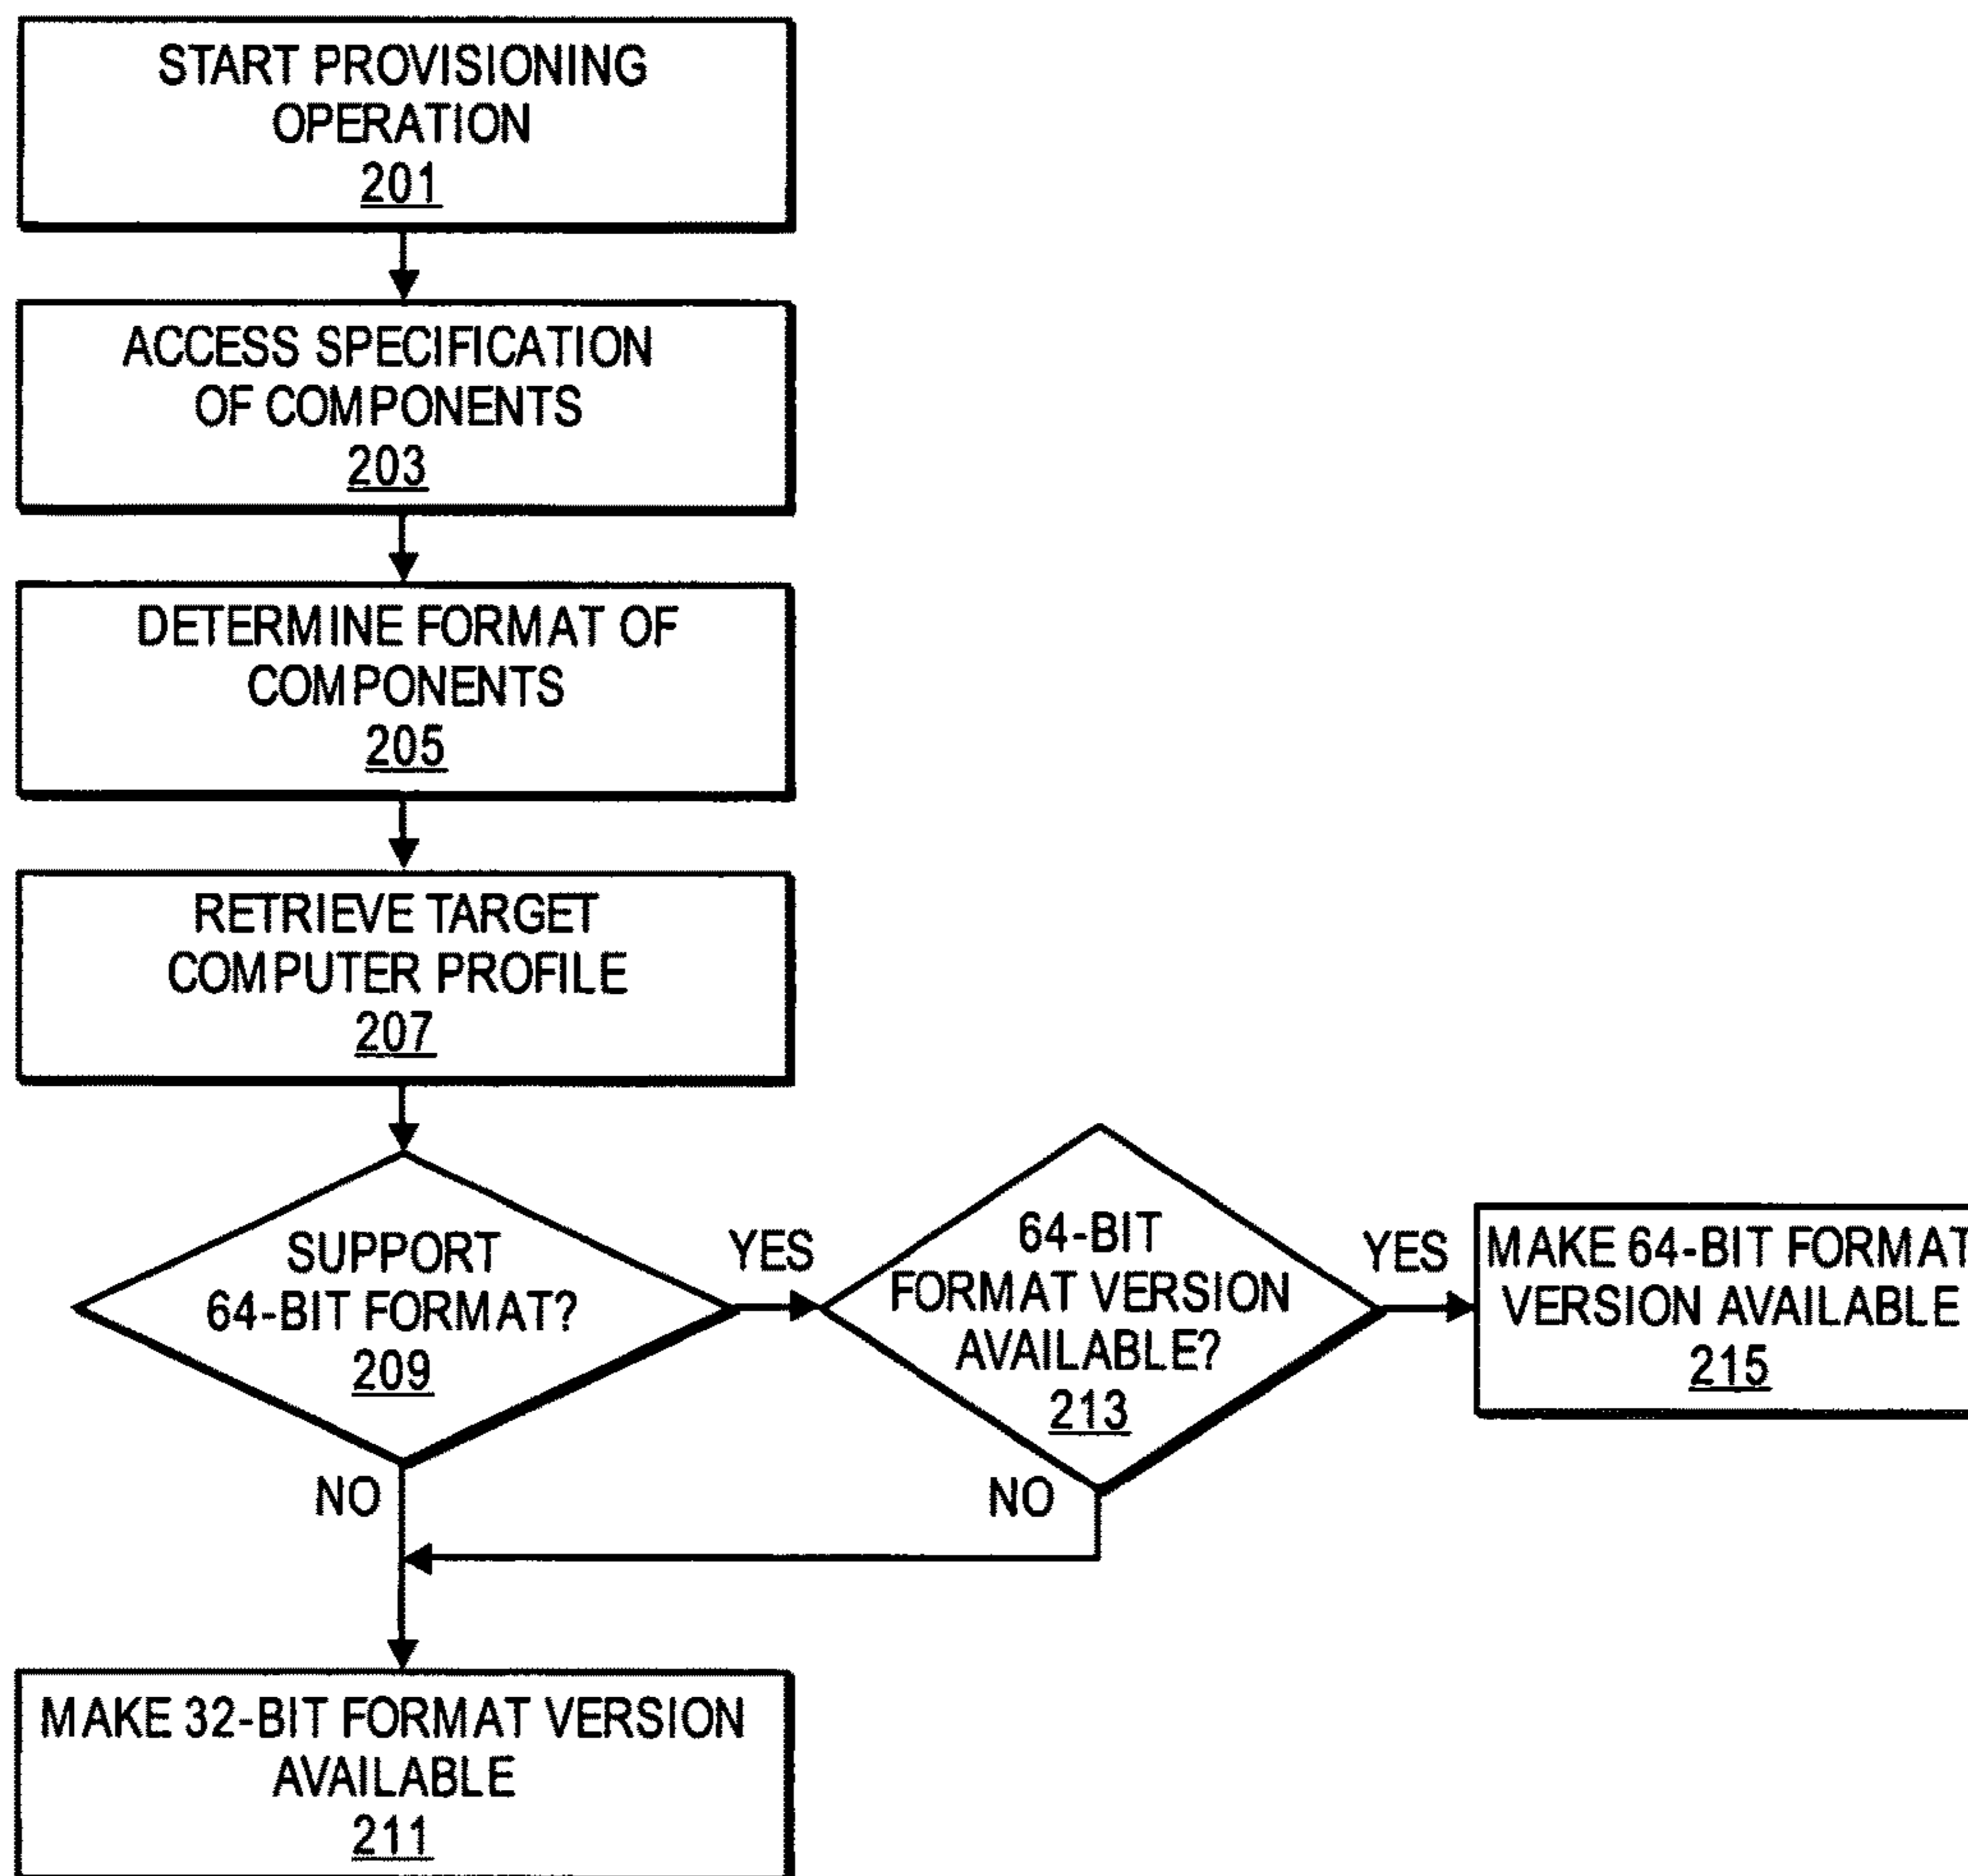 START PROVISIONING
OPERATION
201
ACCESS SPECIFICATION
OF COMPONENTS
203
DETERMINE FORMAT OF
COMPONENTS
205
RETRIEVE TARGET
COMPUTER PROFILE
207
SUPPORT
64-BIT FORMAT?
209
YES
64-BIT
FORMAT VERSION
AVAILABLE?
213
YES
MAKE 64-BIT FORMAT
VERSION AVAILABLE
215
NO
NO
MAKE 32-BIT FORMAT VERSION
AVAILABLE
211